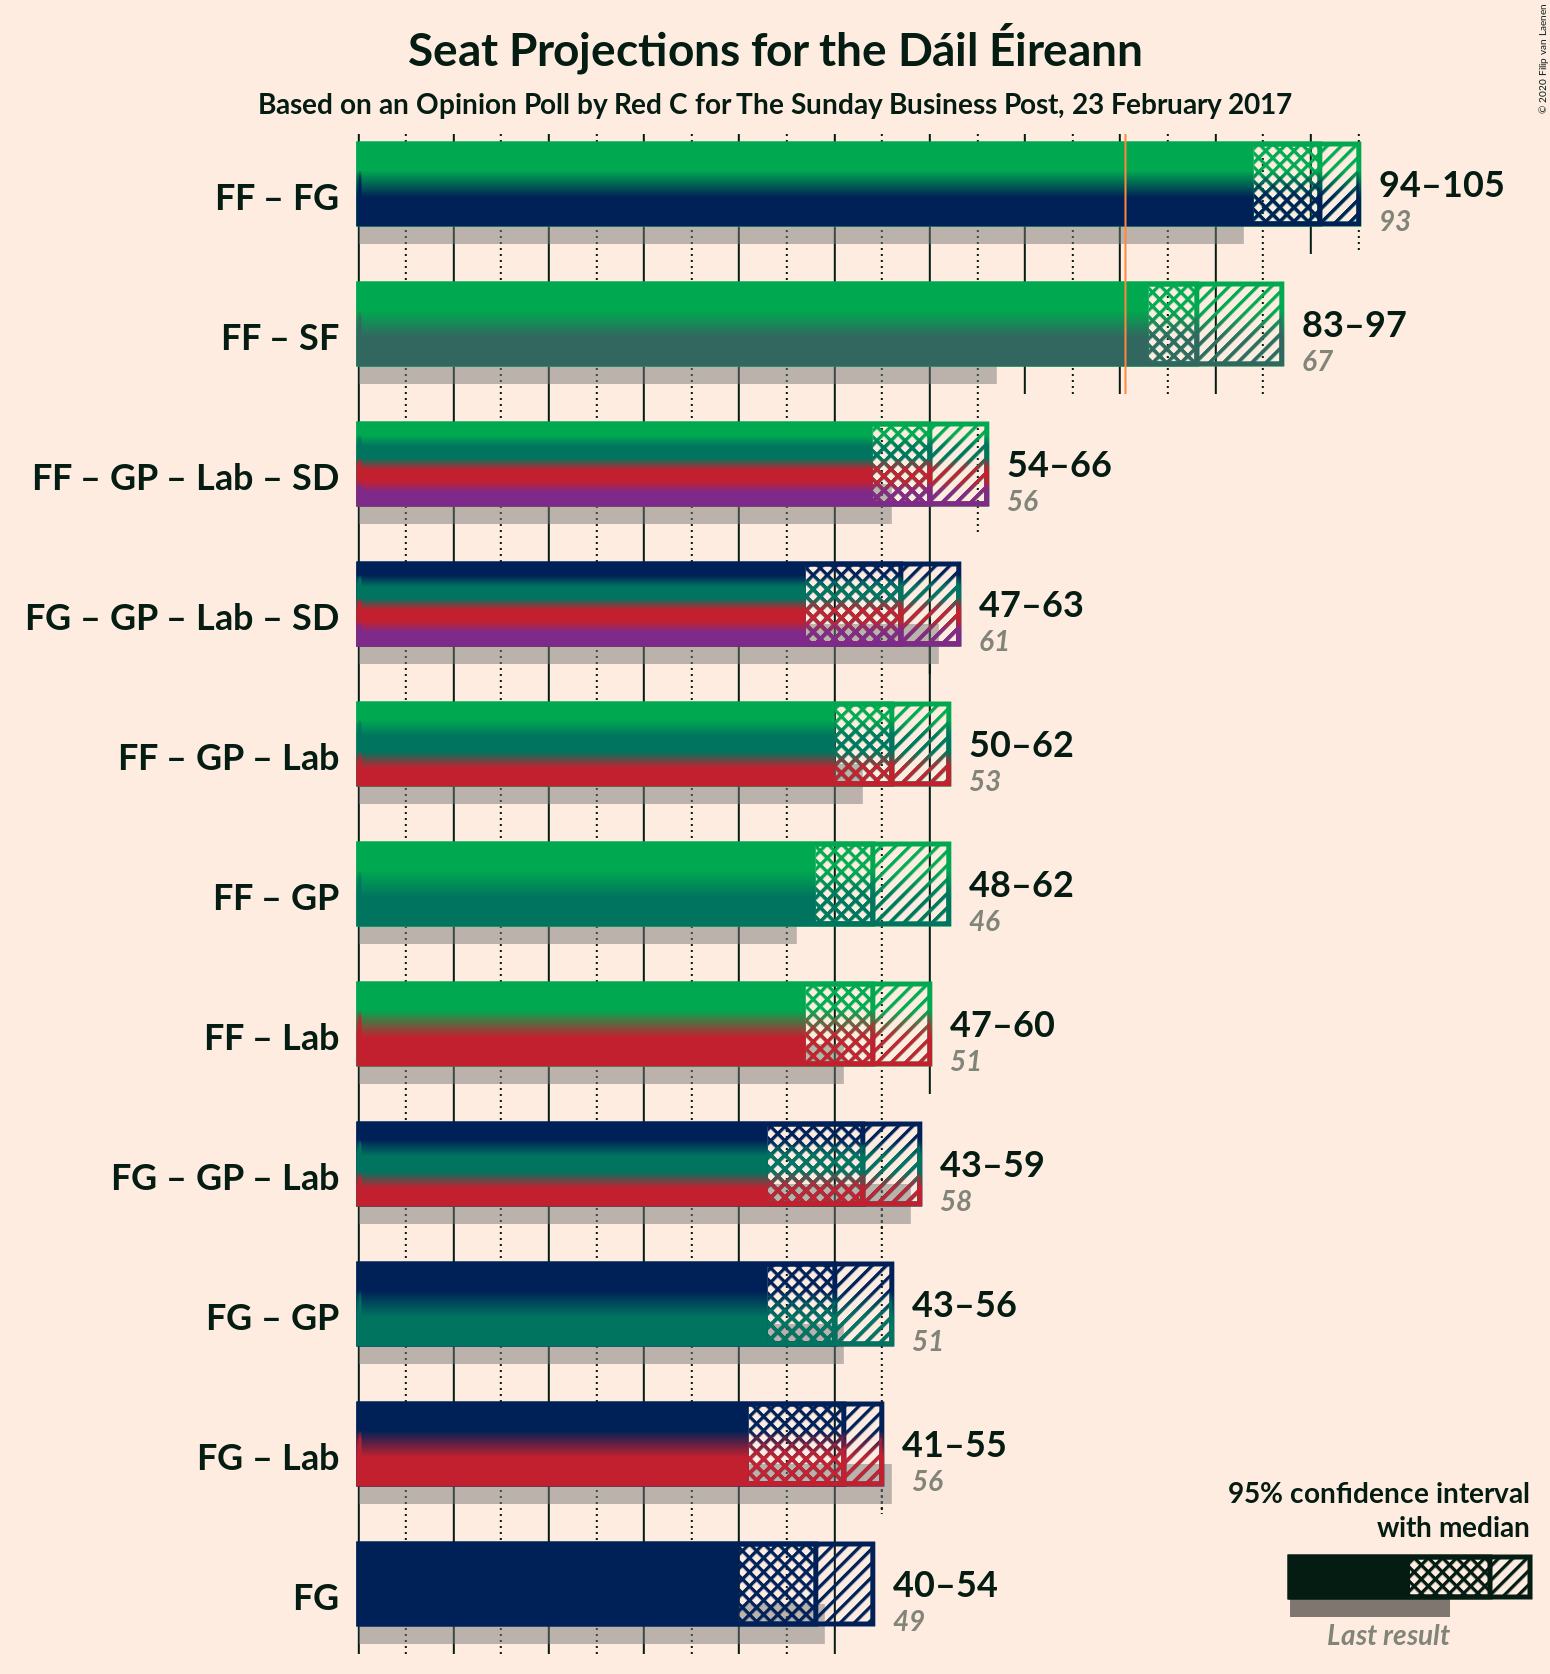 Seat Projections for the Dáil Éireann
Based on an Opinion Poll by Red C for The Sunday Business Post, 23 February 2017
© 2020 Filip van Laenen
FF – FG
94–105
93
FF – SF
83–97
67
FF – GP – Lab – SD
54–66
56
FG – GP – Lab – SD
47–63
61
FF – GP – Lab
50–62
53
FF – GP
48–62
46
FF – Lab
47–60
51
FG – GP – Lab
43–59
58
FG – GP
43–56
51
FG – Lab
41–55
56
FG
40–54
49
95% confidence interval
with median
Last result